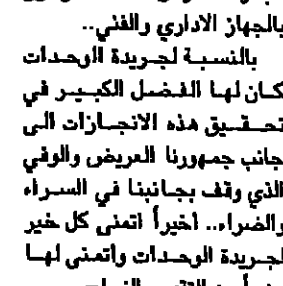 بالجهاز الاداري والفني..
بالنسبة لجريدة الوحدات
كان لها الفضل الكبير في
تحقيق هذه الانجازات الى
جانب جمهورنا العريض والوفي
الذي وقف بجانبنا في السراء
والضراء.. اخيراً اتمنى كل خير
لجريدة الوحدات واتمنى لها